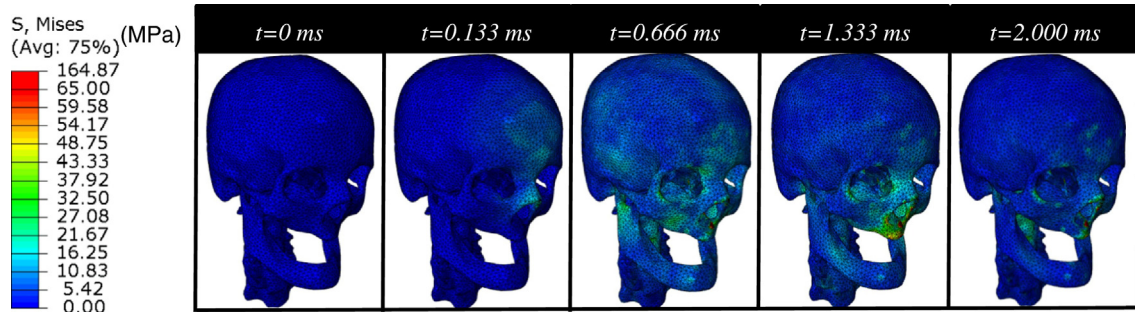 S, Mises
(Avg: 75%)
(MPa)
164.87
65.00
59.58
54.17
48.75
43.33
37.92
32.50
27.08
21.67
16.25
10.83
5.42
0.00
t=0 ms
t=0.133 ms
t=0.666 ms
t=1.333 ms
t=2.000 ms